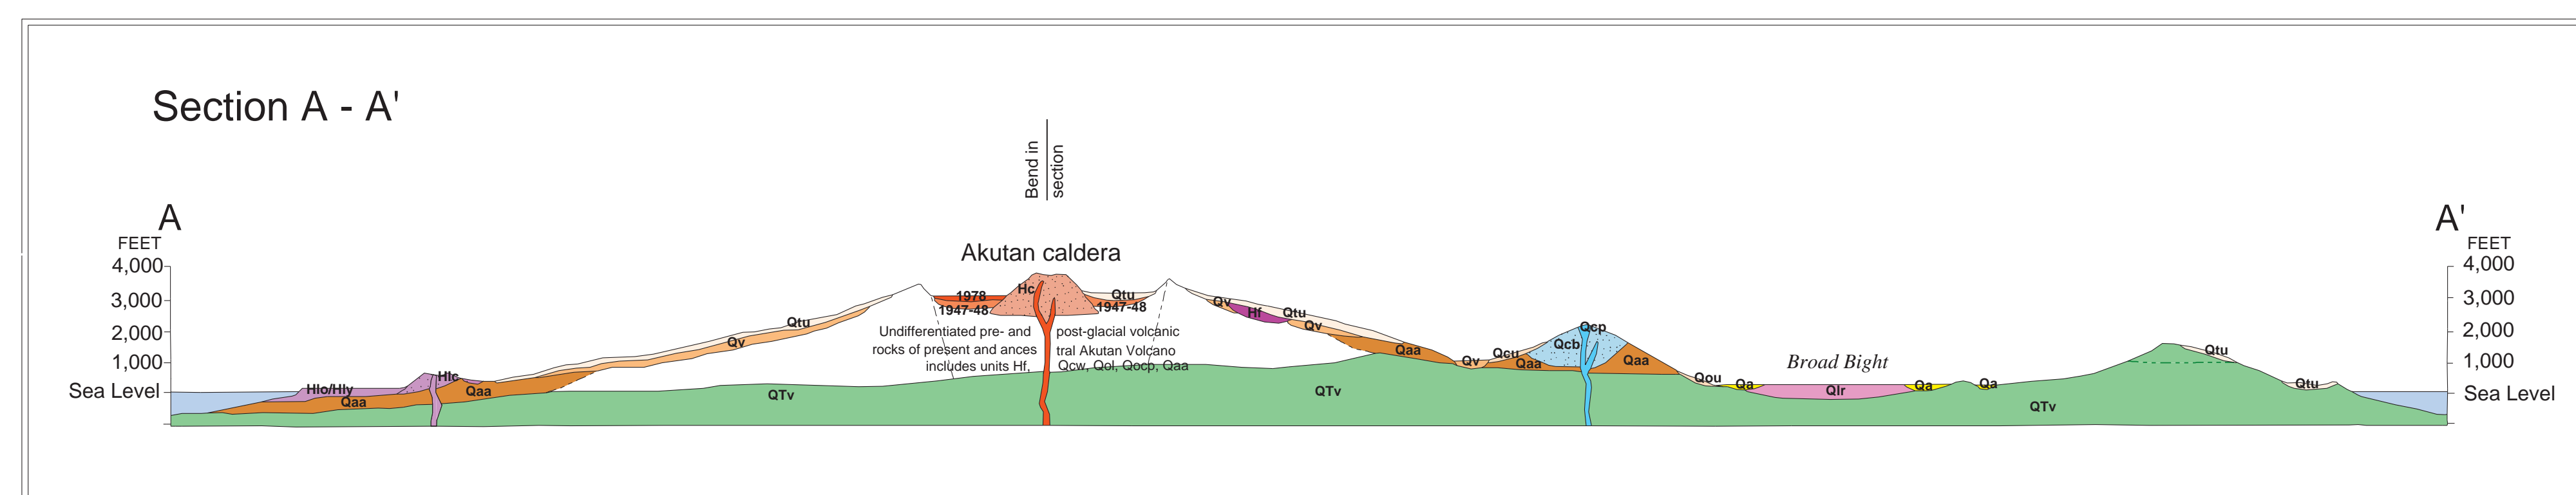 Section A - A'
Bend in
section
A
A'
FEET
FEET
Akutan caldera
4,000
4,000
3,000
3,000
2,000
2,000
1,000
1,000
Sea Level
Sea Level
Hc
1978
Qtu
1947-48
1947-48
Qtu
Qv
Undifferentiated pre- and
post-glacial volcanic
rocks of present and ances
tral Akutan Volcano
includes units Hf,
Qcw, Qol, Qocp, Qaa
Qv
Hf
Qtu
Qv
Qaa
Qv
Qcu
Qaa
Qcb
Qcp
Qaa
Qou
Qa
Broad Bight
Qlr
Qa
Qa
Qtu
Qtu
Hlo/Hly
Qaa
Hlc
Qaa
QTv
QTv
QTv